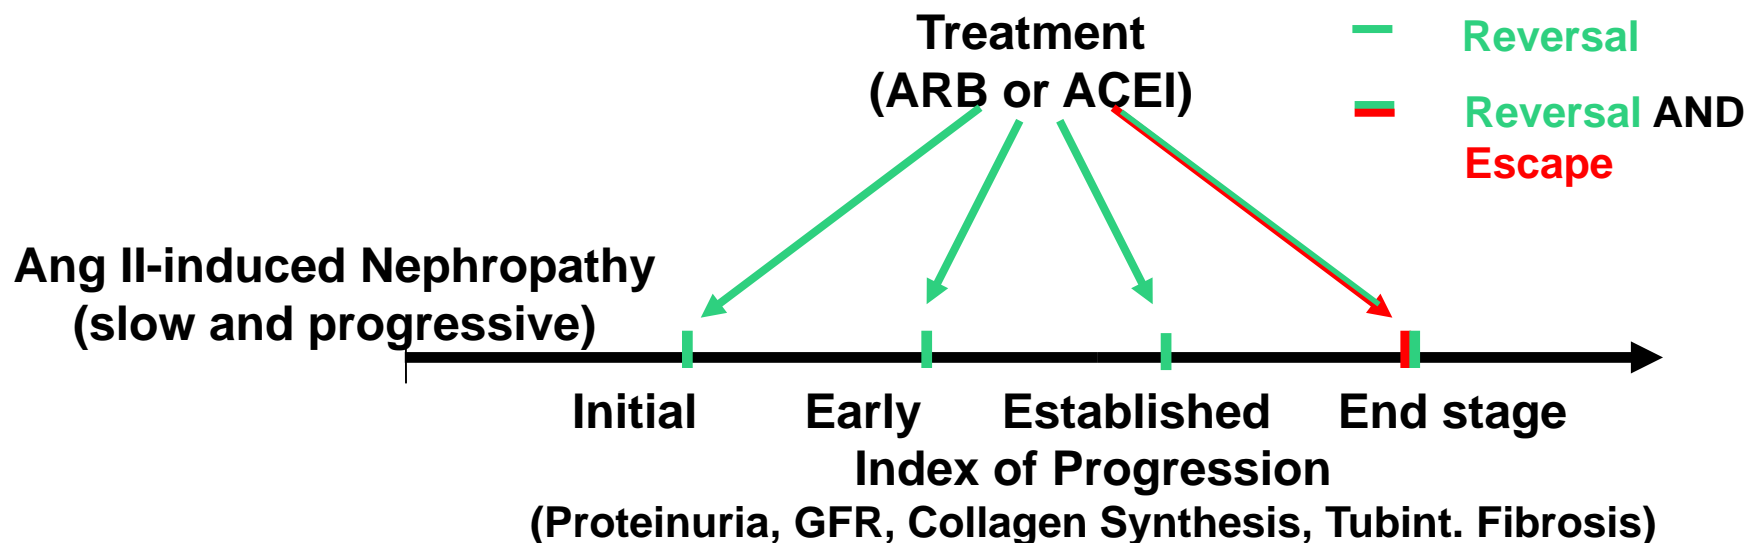 Treatment
(ARB or ACEI)
Reversal
Reversal AND
Escape
Ang II-induced Nephropathy
(slow and progressive)
Initial Early Established End stage
Index of Progression
(Proteinuria, GFR, Collagen Synthesis, Tubint. Fibrosis)